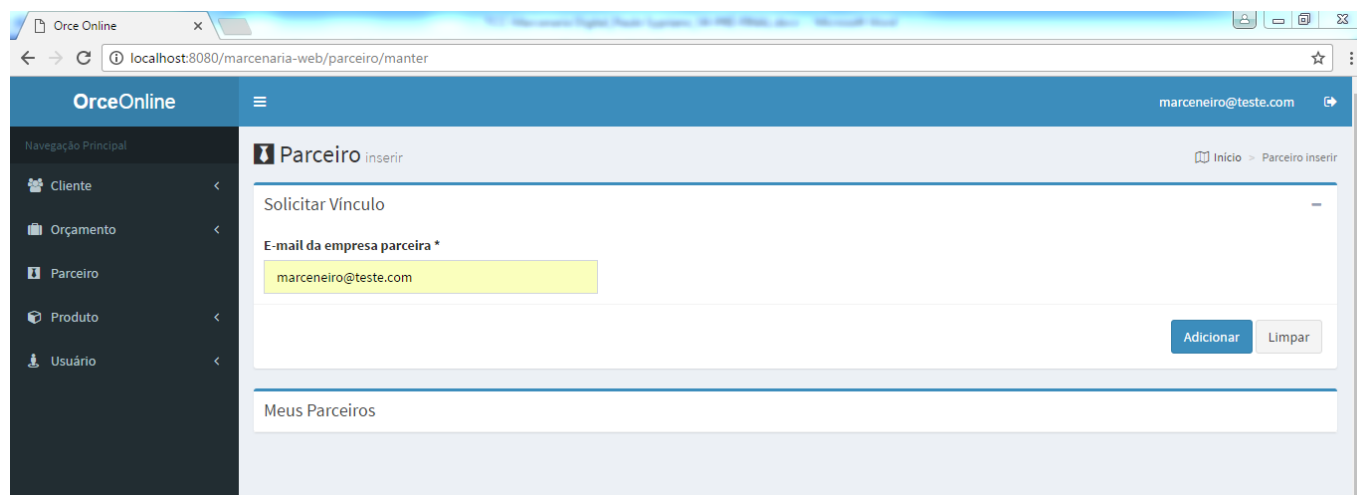 Orce Online
localhost:8080/marcenaria-web/parceiro/manter
OrceOnline
marceneiro@teste.com
Navegação Principal
Parceiro inserir
Início > Parceiro inserir
Cliente
Solicitar Vínculo
Orçamento
E-mail da empresa parceira *
Parceiro
marceneiro@teste.com
Produto
Adicionar Limpar
Usuário
Meus Parceiros